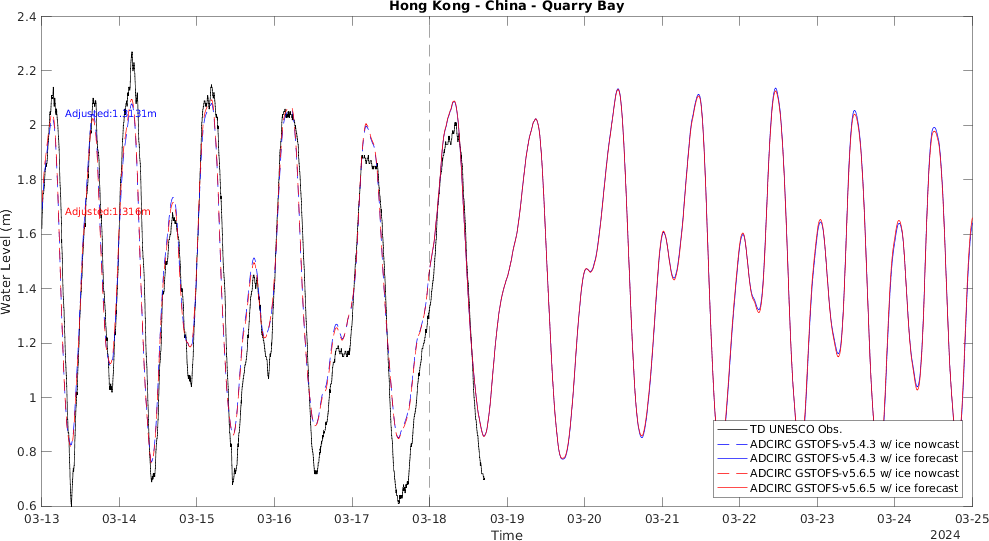 Hong Kong - China - Quarry Bay
2.4
2.2
2
1.8
1.6
1.4
1.2
1
0.8
0.6
Water Level (m)
Adjusted:1.3131m
Adjusted:1.316m
TD UNESCO Obs.
ADCIRC GSTOFS-v5.4.3 w/ ice nowcast
ADCIRC GSTOFS-v5.4.3 w/ ice forecast
ADCIRC GSTOFS-v5.6.5 w/ ice nowcast
ADCIRC GSTOFS-v5.6.5 w/ ice forecast
03-13 03-14 03-15 03-16 03-17 03-18 03-19 03-20 03-21 03-22 03-23 03-24 03-25
Time
2024